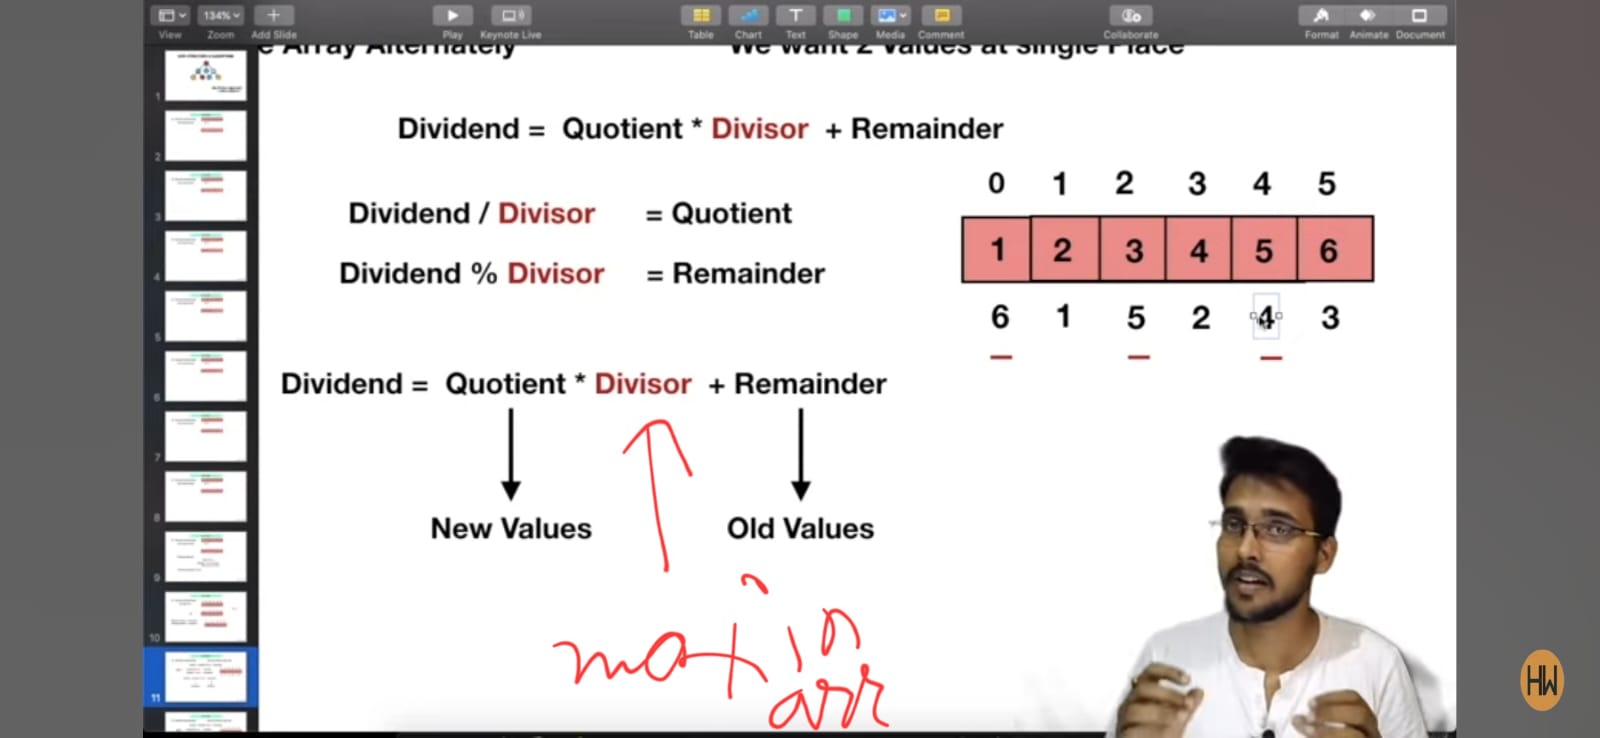 View
134%
Zoom
Add Slide
Play
Keynote Live
Table
Chart
Text
Shape
Media
Comment
Collaborate
Format
Animate
Document
e Array Alternately
We want 2 Values at Single Place
Dividend = Quotient * Divisor + Remainder
0 1 2 3 4 5
Dividend / Divisor = Quotient
1 2 3 4 5 6
Dividend % Divisor = Remainder
6 1 5 2 4 3
Dividend = Quotient * Divisor + Remainder
New Values
Old Values
max in
arr
1
2
3
4
5
6
7
8
9
10
11
HW